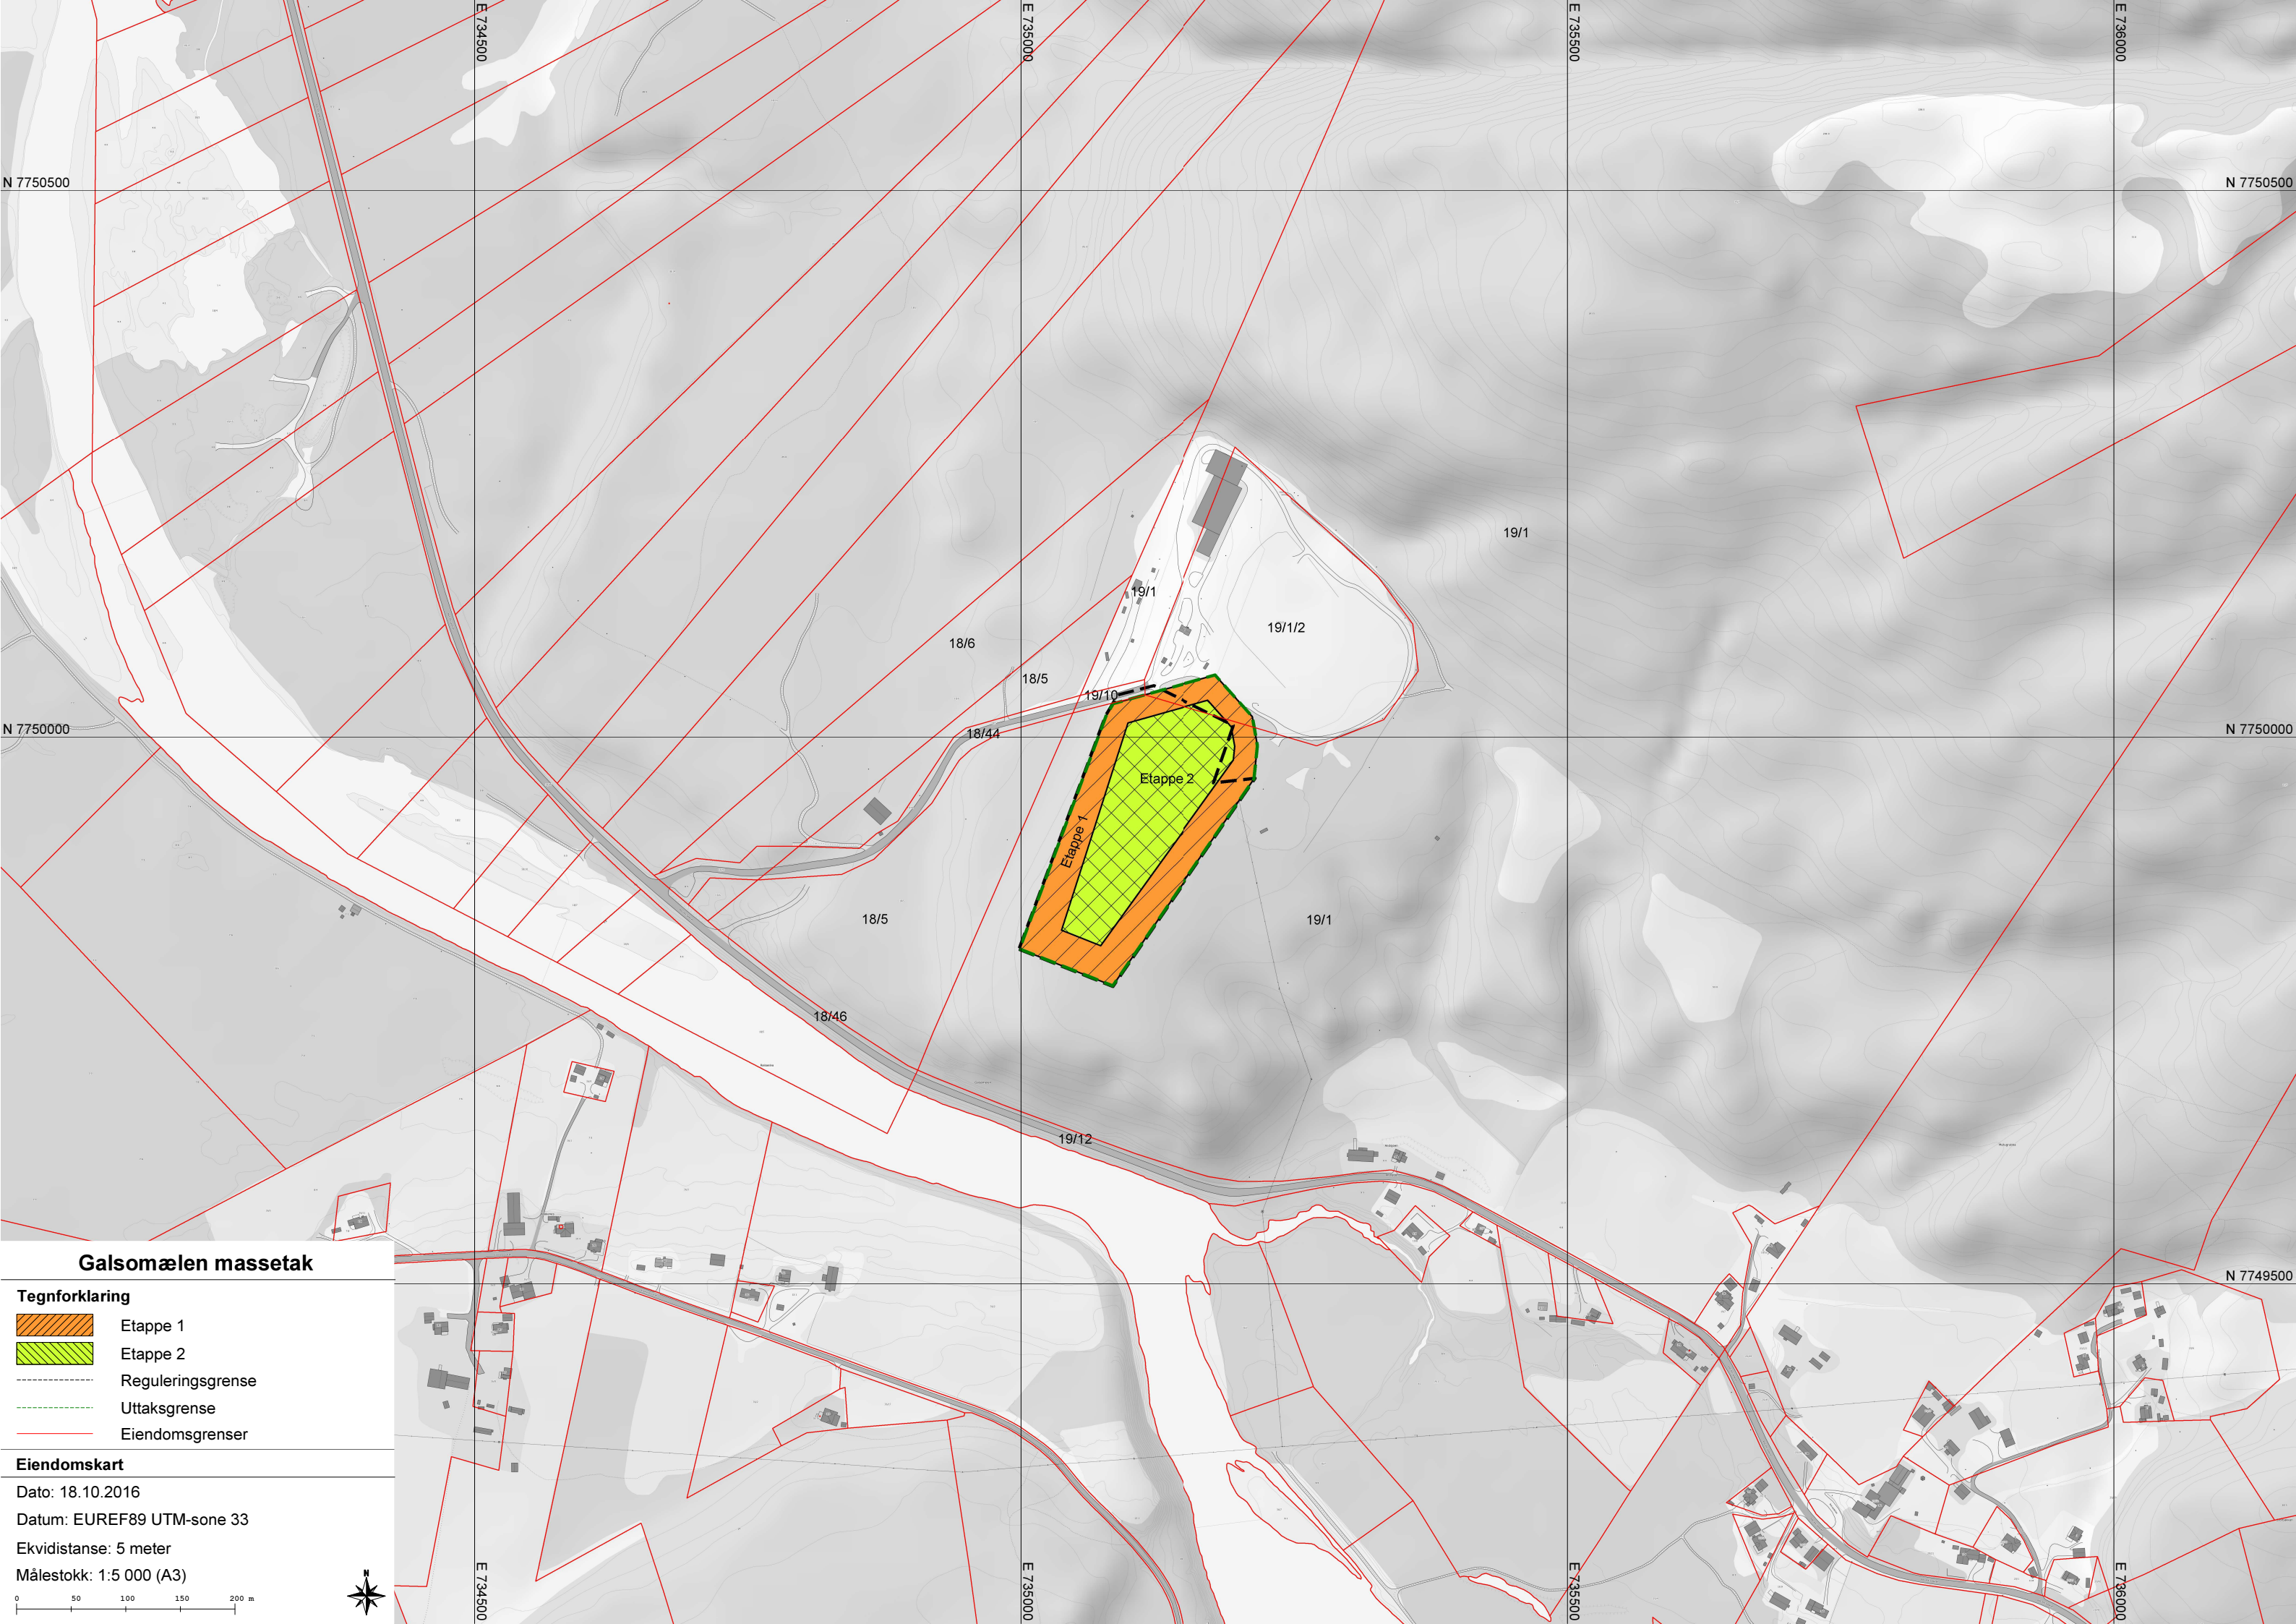 E 734500
E 735000
E 735500
E 736000
N 7750500
N 7750500
19/1
19/1
19/1/2
18/6
18/5
19/10
18/44
N 7750000
N 7750000
Etappe 2
Etappe 1
18/5
19/1
18/46
19/12
N 7749500
Galsomælen massetak
Tegnforklaring
Etappe 1
Etappe 2
Reguleringsgrense
Uttaksgrense
Eiendomsgrenser
Eiendomskart
Dato: 18.10.2016
Datum: EUREF89 UTM-sone 33
Ekvidistanse: 5 meter
Målestokk: 1:5 000 (A3)
0 50 100 150 200 m
N
E 734500
E 735000
E 735500
E 736000